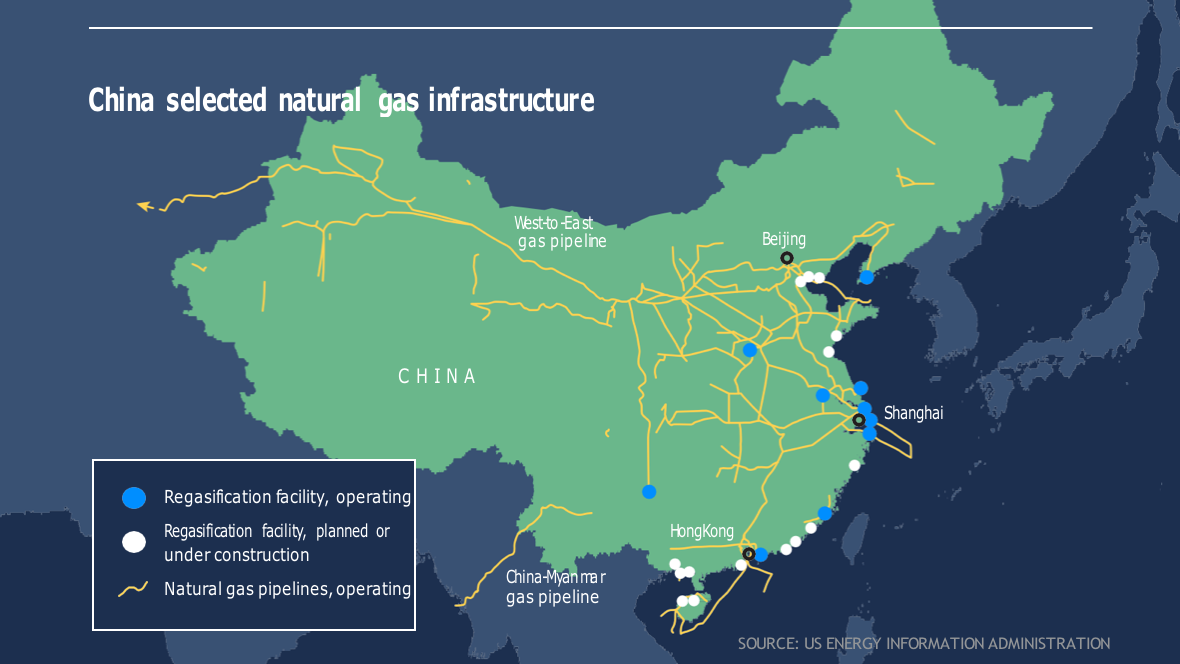 China selected natural gas infrastructure
West-to-East
gas pipeline
Beijing
CHINA
Shanghai
Regasification facility, operating
Regasification facility, planned or
under construction
Natural gas pipelines, operating
HongKong
China-Myanmar
gas pipeline
SOURCE: US ENERGY INFORMATION ADMINISTRATION